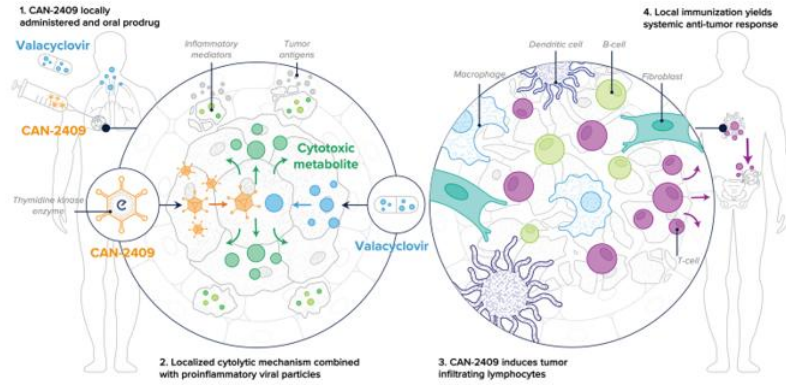 1. CAN-2409 locally
administered and oral prodrug
Valacyclovir
CAN-2409
Inflammatory
mediators
Tumor
antigens
Cytotoxic
metabolite
Thymidine kinase
enzyme
CAN-2409
Valacyclovir
2. Localized cytolytic mechanism combined
with proinflammatory viral particles
Macrophage
Dendritic cell
B-cell
Fibroblast
T-cell
3. CAN-2409 induces tumor
infiltrating lymphocytes
4. Local immunization yields
systemic anti-tumor response